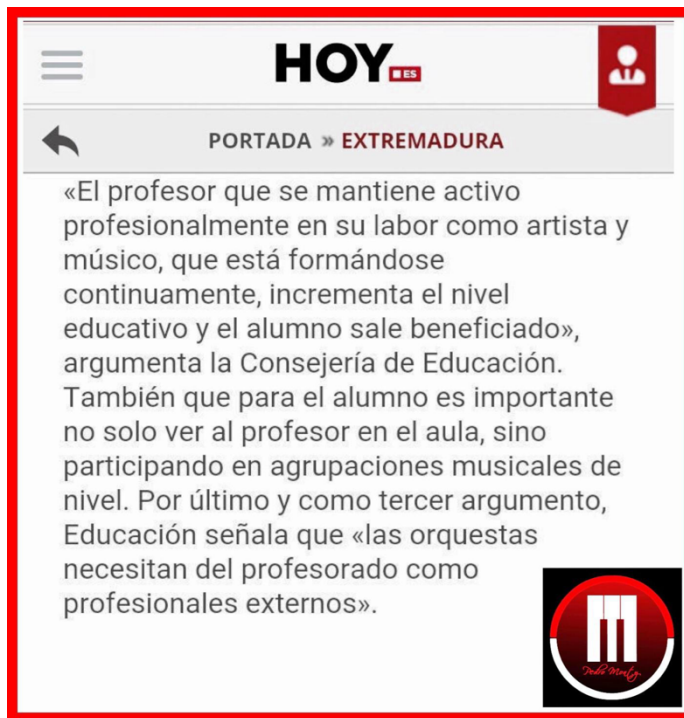 HOY ES
PORTADA » EXTREMADURA
«El profesor que se mantiene activo
profesionalmente en su labor como artista y
músico, que está formándose
continuamente, incrementa el nivel
educativo y el alumno sale beneficiado»,
argumenta la Consejería de Educación.
También que para el alumno es importante
no solo ver al profesor en el aula, sino
participando en agrupaciones musicales de
nivel. Por último y como tercer argumento,
Educación señala que «las orquestas
necesitan del profesorado como
profesionales externos».
Pedro Monty